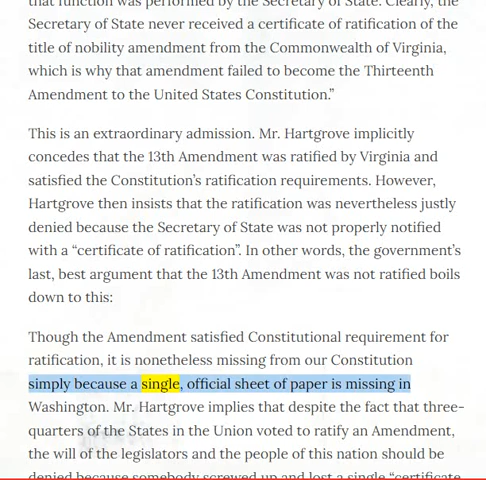 that function was performed by the Secretary of State. Clearly, the
Secretary of State never received a certificate of ratification of the
title of nobility amendment from the Commonwealth of Virginia,
which is why that amendment failed to become the Thirteenth
Amendment to the United States Constitution.”
This is an extraordinary admission. Mr. Hartgrove implicitly
concedes that the 13th Amendment was ratified by Virginia and
satisfied the Constitution’s ratification requirements. However,
Hartgrove then insists that the ratification was nevertheless justly
denied because the Secretary of State was not properly notified
with a “certificate of ratification”. In other words, the government’s
last, best argument that the 13th Amendment was not ratified boils
down to this:
Though the Amendment satisfied Constitutional requirement for
ratification, it is nonetheless missing from our Constitution
simply because a single, official sheet of paper is missing in
Washington. Mr. Hartgrove implies that despite the fact that three-
quarters of the States in the Union voted to ratify an Amendment,
the will of the legislators and the people of this nation should be
denied because somebody screwed up and lost a single “certificate